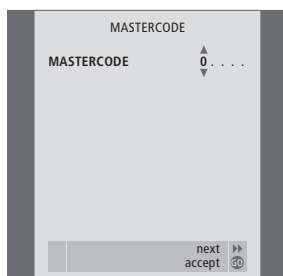 MASTERCODE
MASTERCODE 0 . . . .
next
accept GO